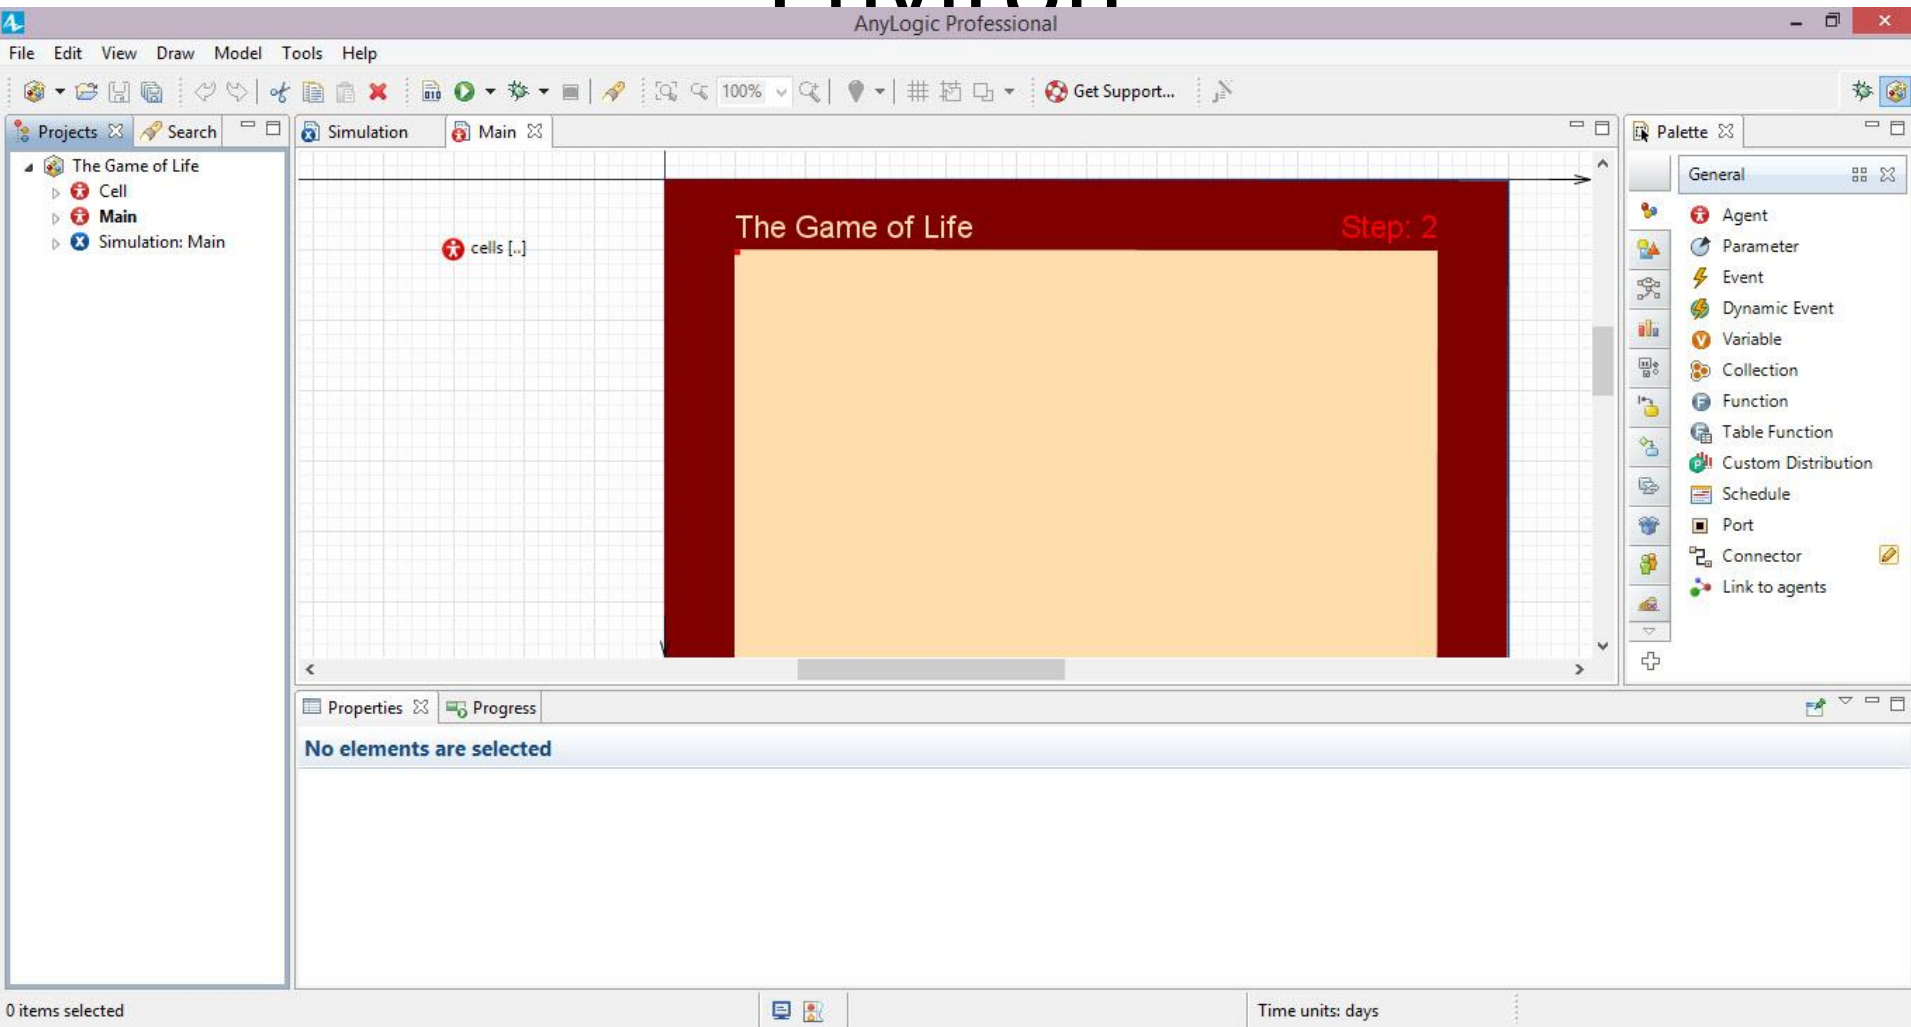 AnyLogic Professional
File Edit View Draw Model Tools Help
100% Get Support...
Projects Search
Simulation Main
Palette
The Game of Life
Cell
Main
Simulation: Main
cells [..]
The Game of Life Step: 2
General
Agent
Parameter
Event
Dynamic Event
Variable
Collection
Function
Table Function
Custom Distribution
Schedule
Port
Connector
Link to agents
Properties Progress
No elements are selected
0 items selected Time units: days